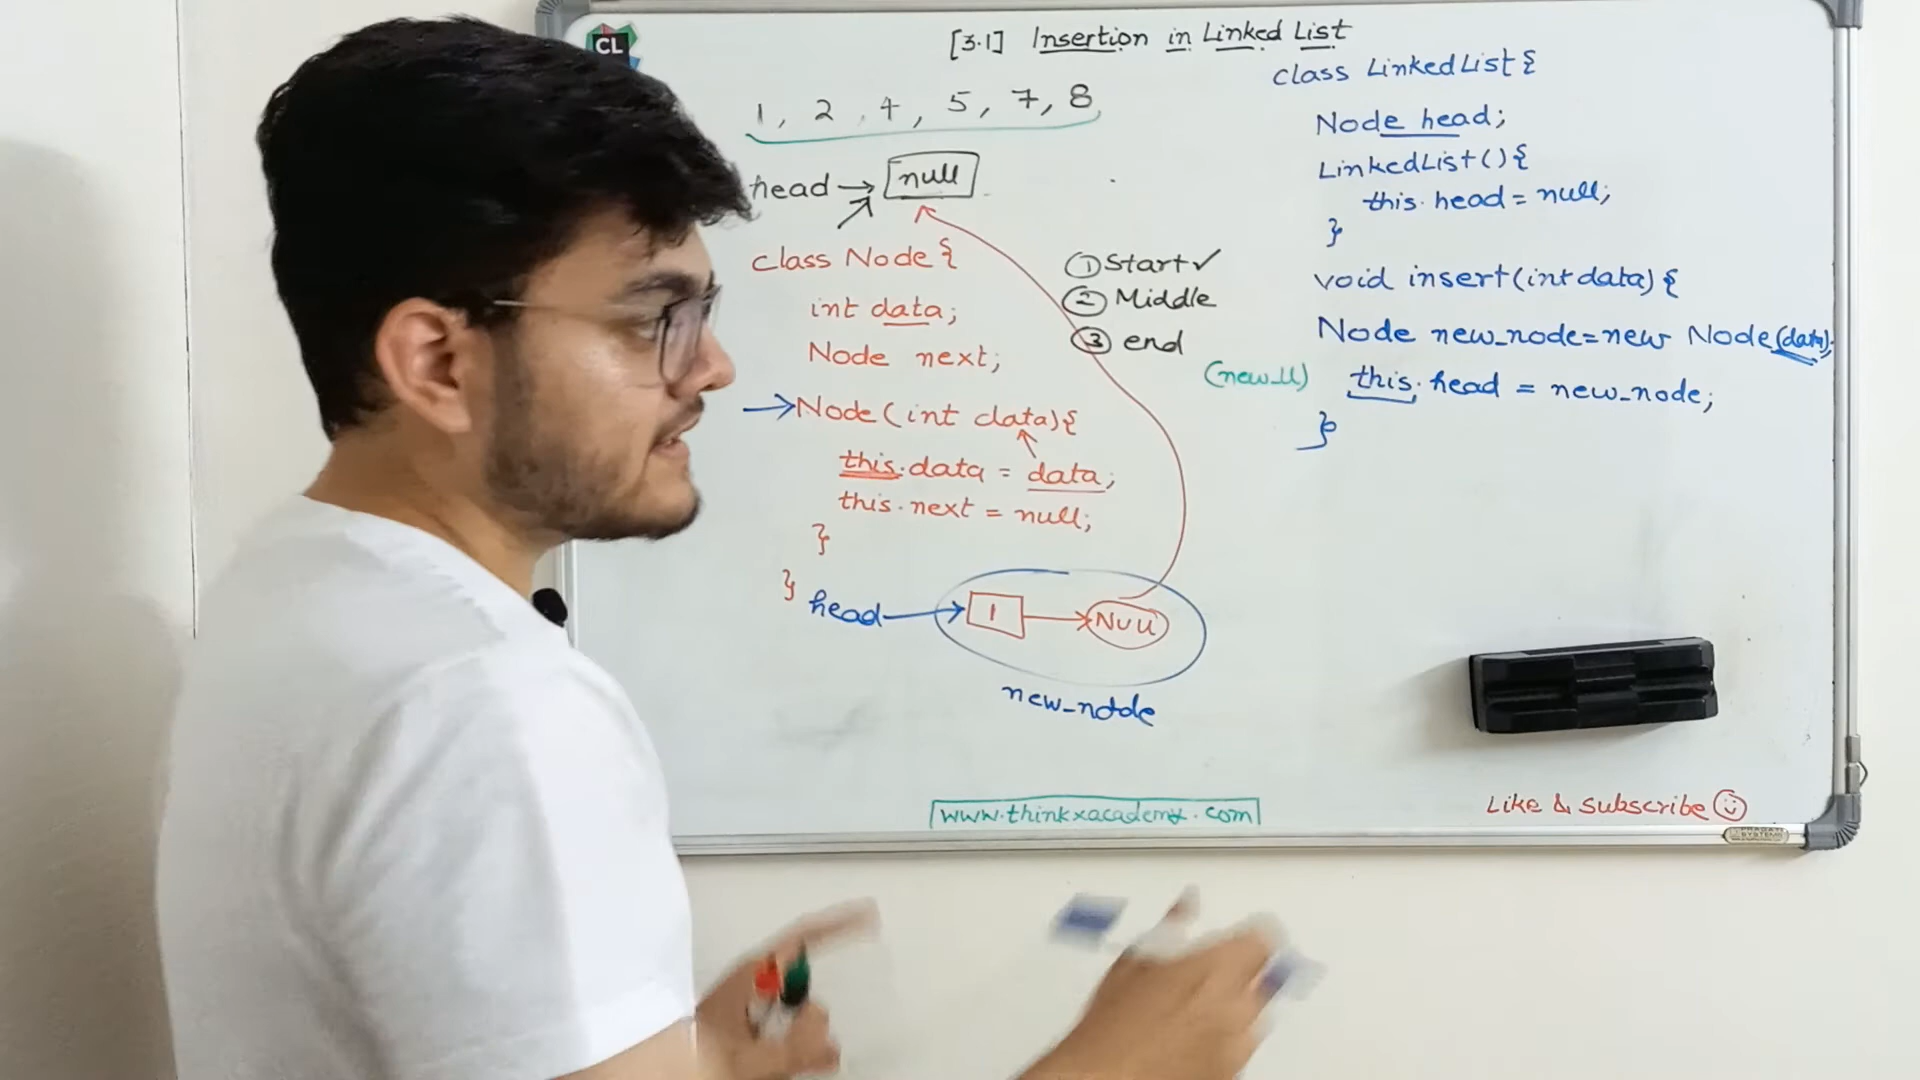 CL
[3.1] Insertion in Linked List
1, 2, 4, 5, 7, 8
head → null
class Node {
int data;
Node next;
→ Node (int data) {
this.data = data;
this.next = null;
}
}
① Start ✓
② Middle
③ end
head → 1 → Null
new_node
class LinkedList {
Node head;
LinkedList() {
this.head = null;
}
void insert(int data) {
Node new_node = new Node(data);
this.head = new_node;
}
www.thinkxacademy.com
Like & Subscribe